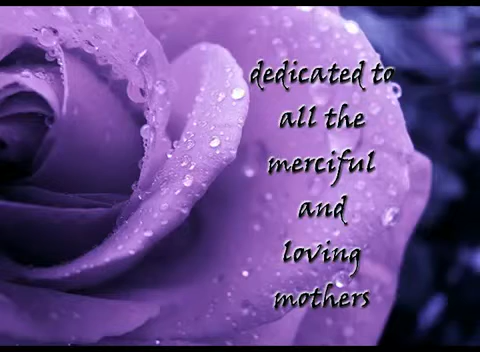 dedicated to
all the
merciful
and
loving
mothers